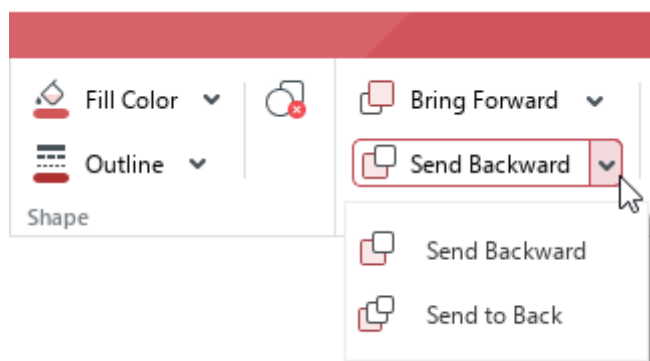 Fill Color
Bring Forward
Outline
Send Backward
Shape
Send Backward
Send to Back